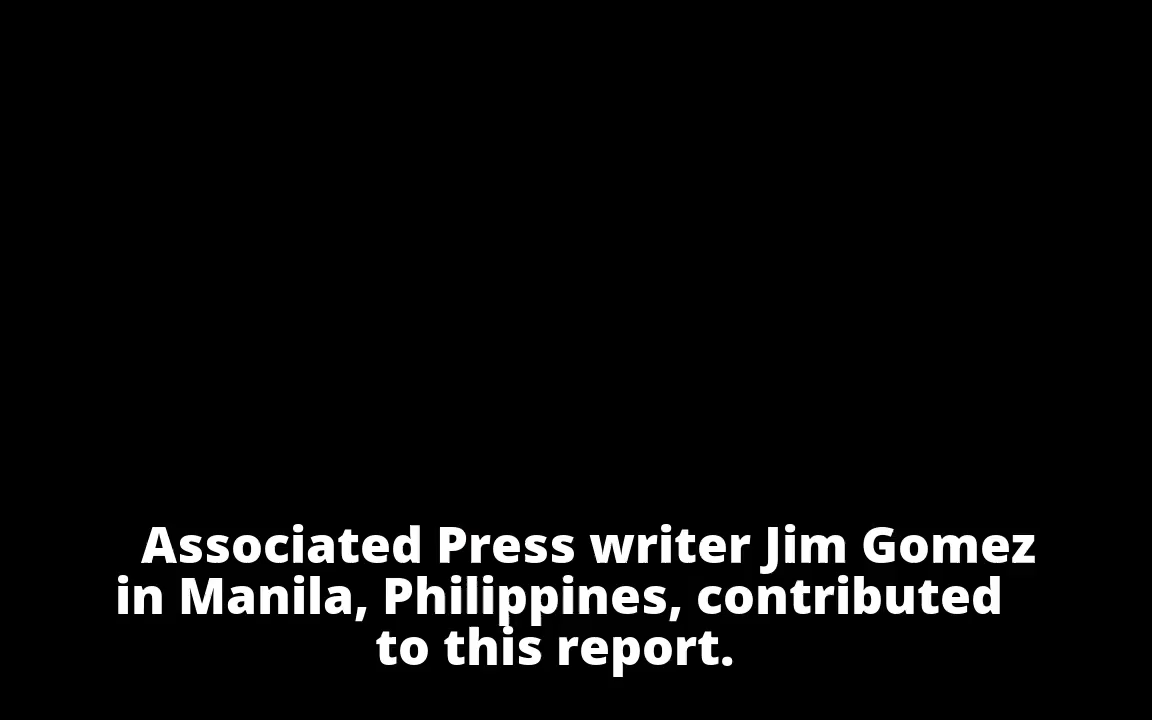 Associated Press writer Jim Gomez
in Manila, Philippines, contributed
to this report.